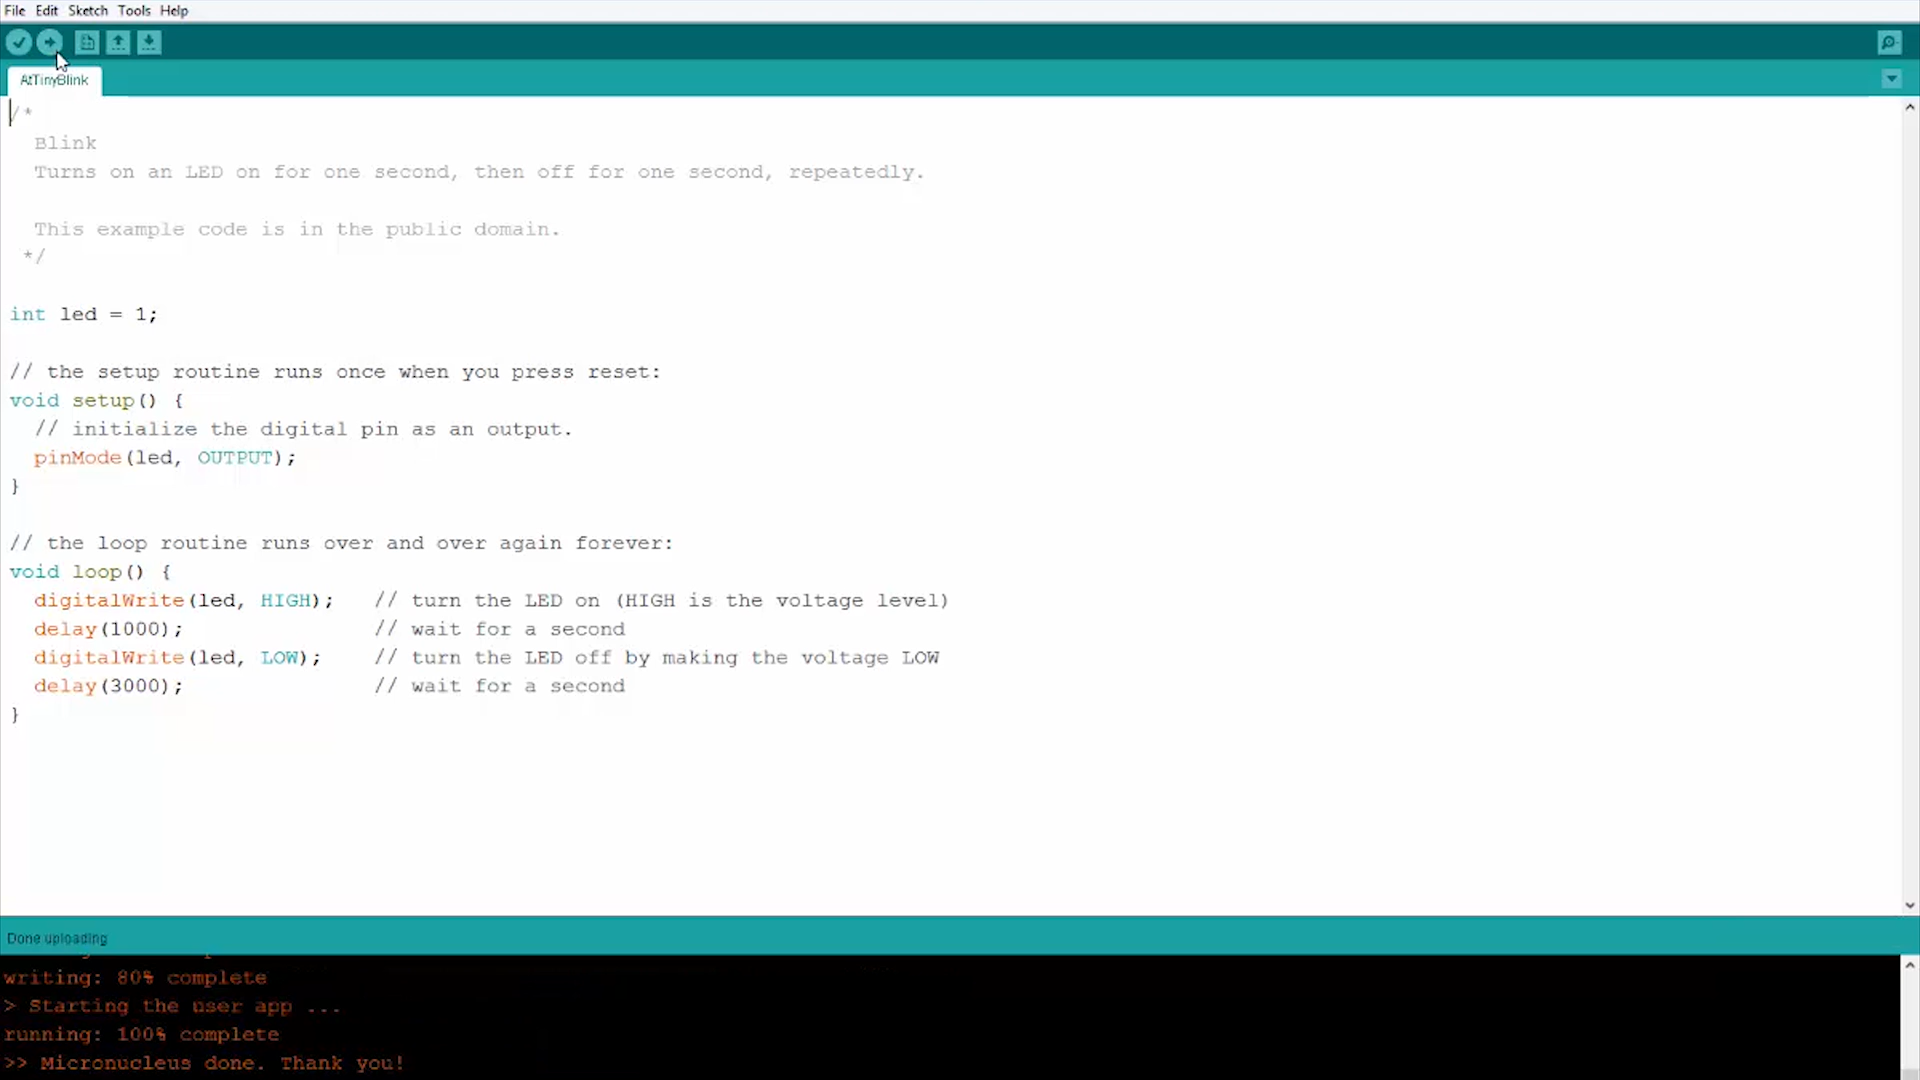 File Edit Sketch Tools Help
AtTinyBlink
/*
Blink
Turns on an LED on for one second, then off for one second, repeatedly.
This example code is in the public domain.
*/
int led = 1;
// the setup routine runs once when you press reset:
void setup() {
// initialize the digital pin as an output.
pinMode(led, OUTPUT);
}
// the loop routine runs over and over again forever:
void loop() {
digitalWrite(led, HIGH); // turn the LED on (HIGH is the voltage level)
delay(1000); // wait for a second
digitalWrite(led, LOW); // turn the LED off by making the voltage LOW
delay(3000); // wait for a second
}
Done uploading
writing: 80% complete
> Starting the user app ...
running: 100% complete
>> Micronucleus done. Thank you!